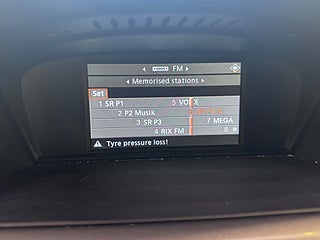 FM
Memorised stations
Set
1 SR P1 5 VOICE
2 P2 Musik
3 SR P3 7 MEGA
4 RIX FM 8
Tyre pressure loss!